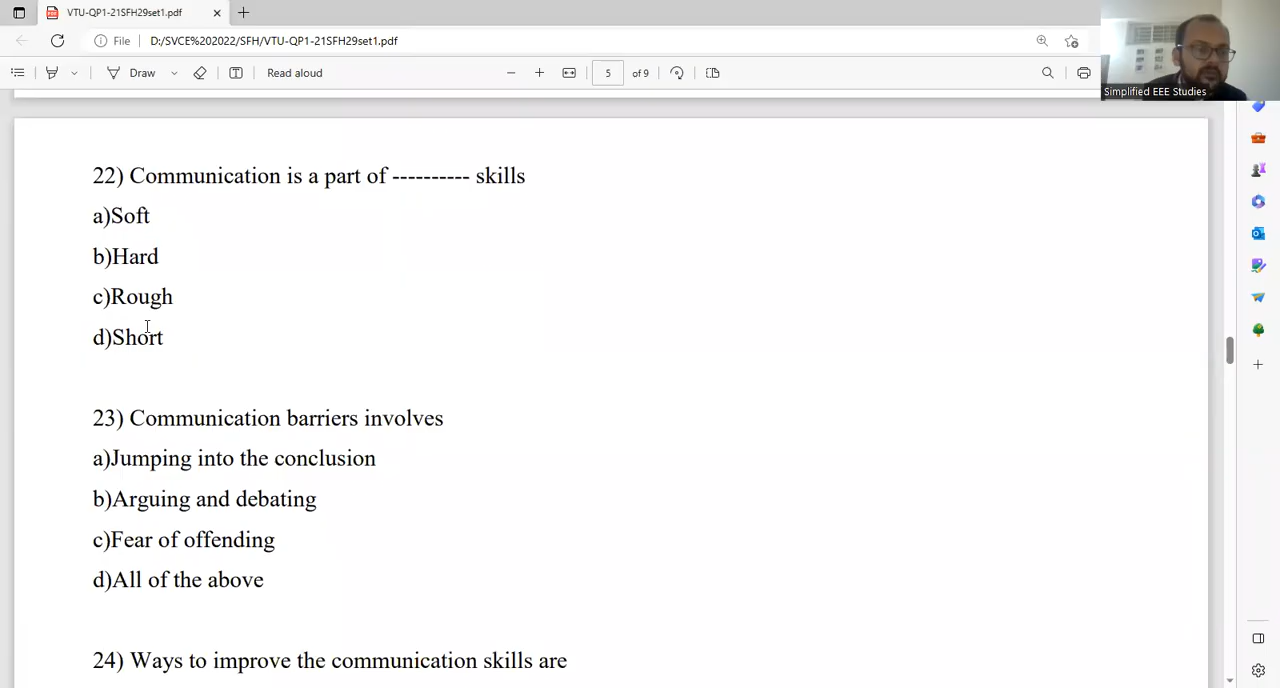 VTU-QP1-21SFH29set1.pdf
File
D:/SVCE%202022/SFH/VTU-QP1-21SFH29set1.pdf
Draw
Read aloud
5
of 9
Simplified EEE Studies
22) Communication is a part of ---------- skills
a)Soft
b)Hard
c)Rough
d)Short
23) Communication barriers involves
a)Jumping into the conclusion
b)Arguing and debating
c)Fear of offending
d)All of the above
24) Ways to improve the communication skills are